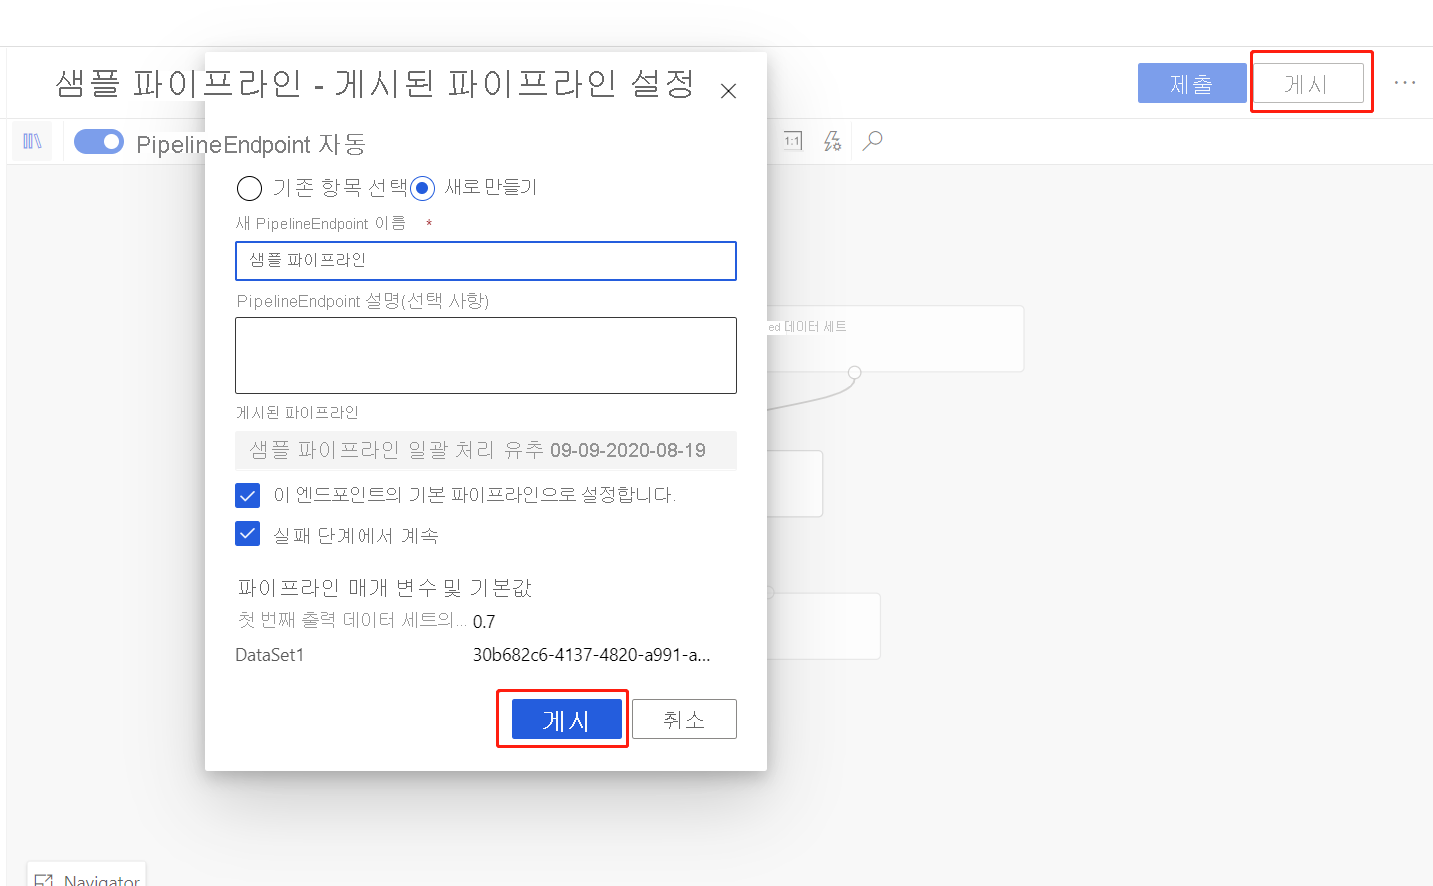 샘플 파이프라인 - 게시된 파이프라인 설정
제출
게시
PipelineEndpoint 자동
1:1
기존 항목 선택
새로 만들기
새 PipelineEndpoint 이름 *
샘플 파이프라인
PipelineEndpoint 설명(선택 사항)
ed 데이터 세트
게시된 파이프라인
샘플 파이프라인 일괄 처리 유추 09-09-2020-08-19
이 엔드포인트의 기본 파이프라인으로 설정합니다.
실패 단계에서 계속
파이프라인 매개 변수 및 기본값
첫 번째 출력 데이터 세트의... 0.7
DataSet1 30b682c6-4137-4820-a991-a...
게시
취소
Navigator